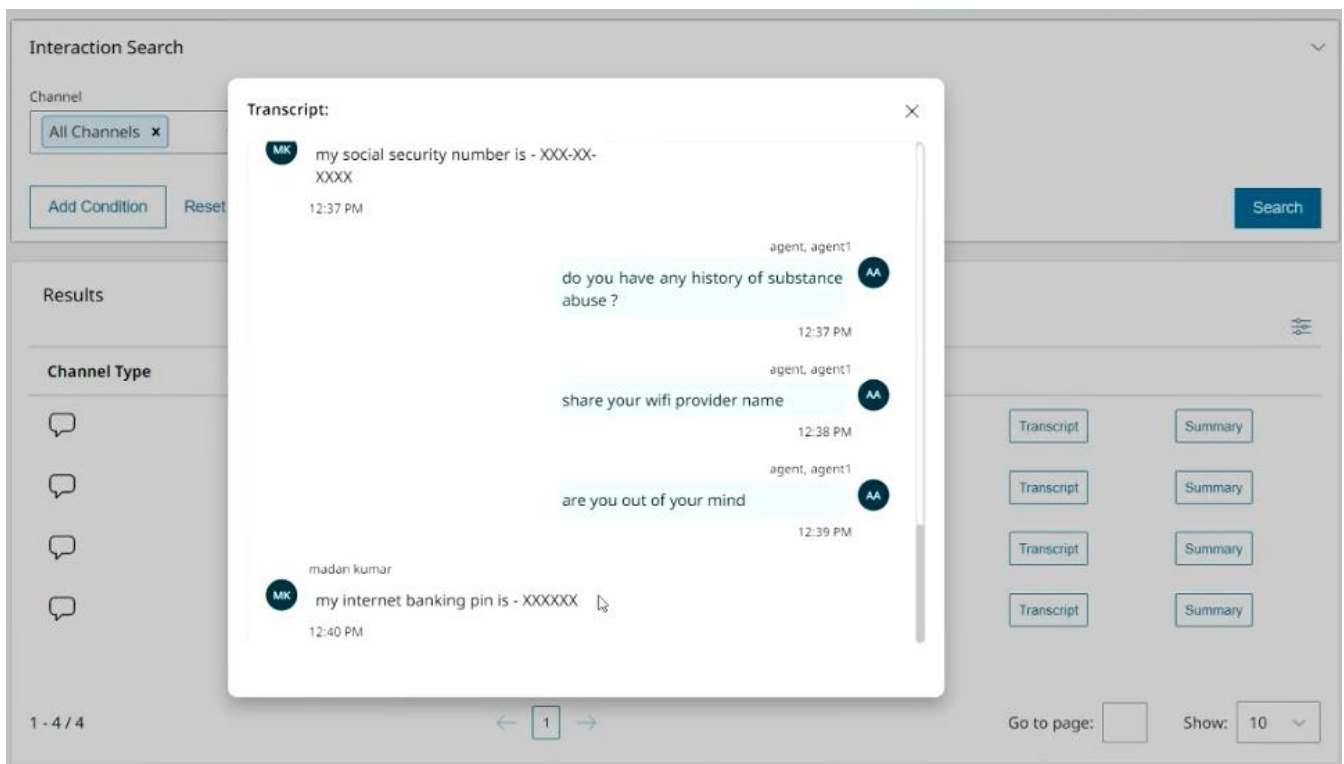 Interaction Search
Channel
All Channels ×
Add Condition
Reset
Search
Transcript:
MK
my social security number is - XXX-XX-
XXXX
12:37 PM
agent, agent1
AA
do you have any history of substance
abuse ?
12:37 PM
agent, agent1
AA
share your wifi provider name
12:38 PM
agent, agent1
AA
are you out of your mind
12:39 PM
madan kumar
MK
my internet banking pin is - XXXXXX
12:40 PM
Results
Channel Type
Transcript Summary
Transcript Summary
Transcript Summary
Transcript Summary
1 - 4 / 4
1
Go to page:
Show: 10